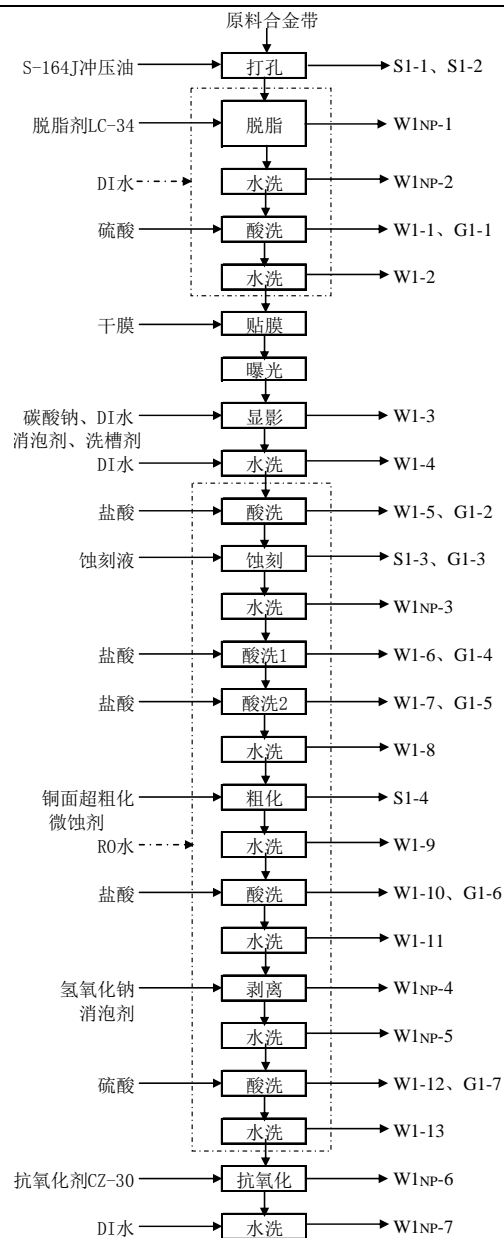 原料合金带
S-164J冲压油 打孔 S1-1、S1-2
脱脂剂LC-34 脱脂 W1NP-1
DI水 水洗 W1NP-2
硫酸 酸洗 W1-1、G1-1
水洗 W1-2
干膜 贴膜
曝光
碳酸钠、DI水 显影 W1-3
消泡剂、洗槽剂
DI水 水洗 W1-4
盐酸 酸洗 W1-5、G1-2
蚀刻液 蚀刻 S1-3、G1-3
水洗 W1NP-3
盐酸 酸洗1 W1-6、G1-4
盐酸 酸洗2 W1-7、G1-5
水洗 W1-8
铜面超粗化 粗化 S1-4
微蚀剂
RO水 水洗 W1-9
盐酸 酸洗 W1-10、G1-6
水洗 W1-11
氢氧化钠 剥离 W1NP-4
消泡剂
水洗 W1NP-5
硫酸 酸洗 W1-12、G1-7
水洗 W1-13
抗氧化剂CZ-30 抗氧化 W1NP-6
DI水 水洗 W1NP-7